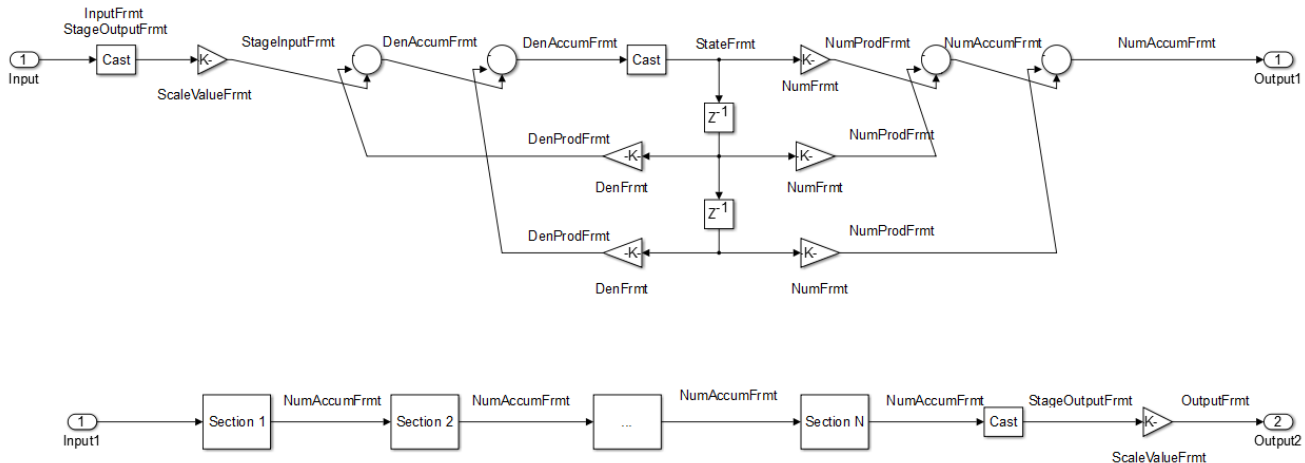 InputFrmt
StageOutputFrmt
1
Input
Cast
K-
ScaleValueFrmt
StageInputFrmt
DenAccumFrmt
DenAccumFrmt
Cast
StateFrmt
NumProdFrmt
K-
NumFrmt
NumAccumFrmt
NumAccumFrmt
1
Output1
Z-1
DenProdFrmt
-K-
DenFrmt
K-
NumFrmt
NumProdFrmt
Z-1
DenProdFrmt
-K-
DenFrmt
K-
NumFrmt
NumProdFrmt
1
Input1
Section 1
NumAccumFrmt
Section 2
NumAccumFrmt
...
NumAccumFrmt
Section N
NumAccumFrmt
Cast
StageOutputFrmt
K-
ScaleValueFrmt
OutputFrmt
2
Output2